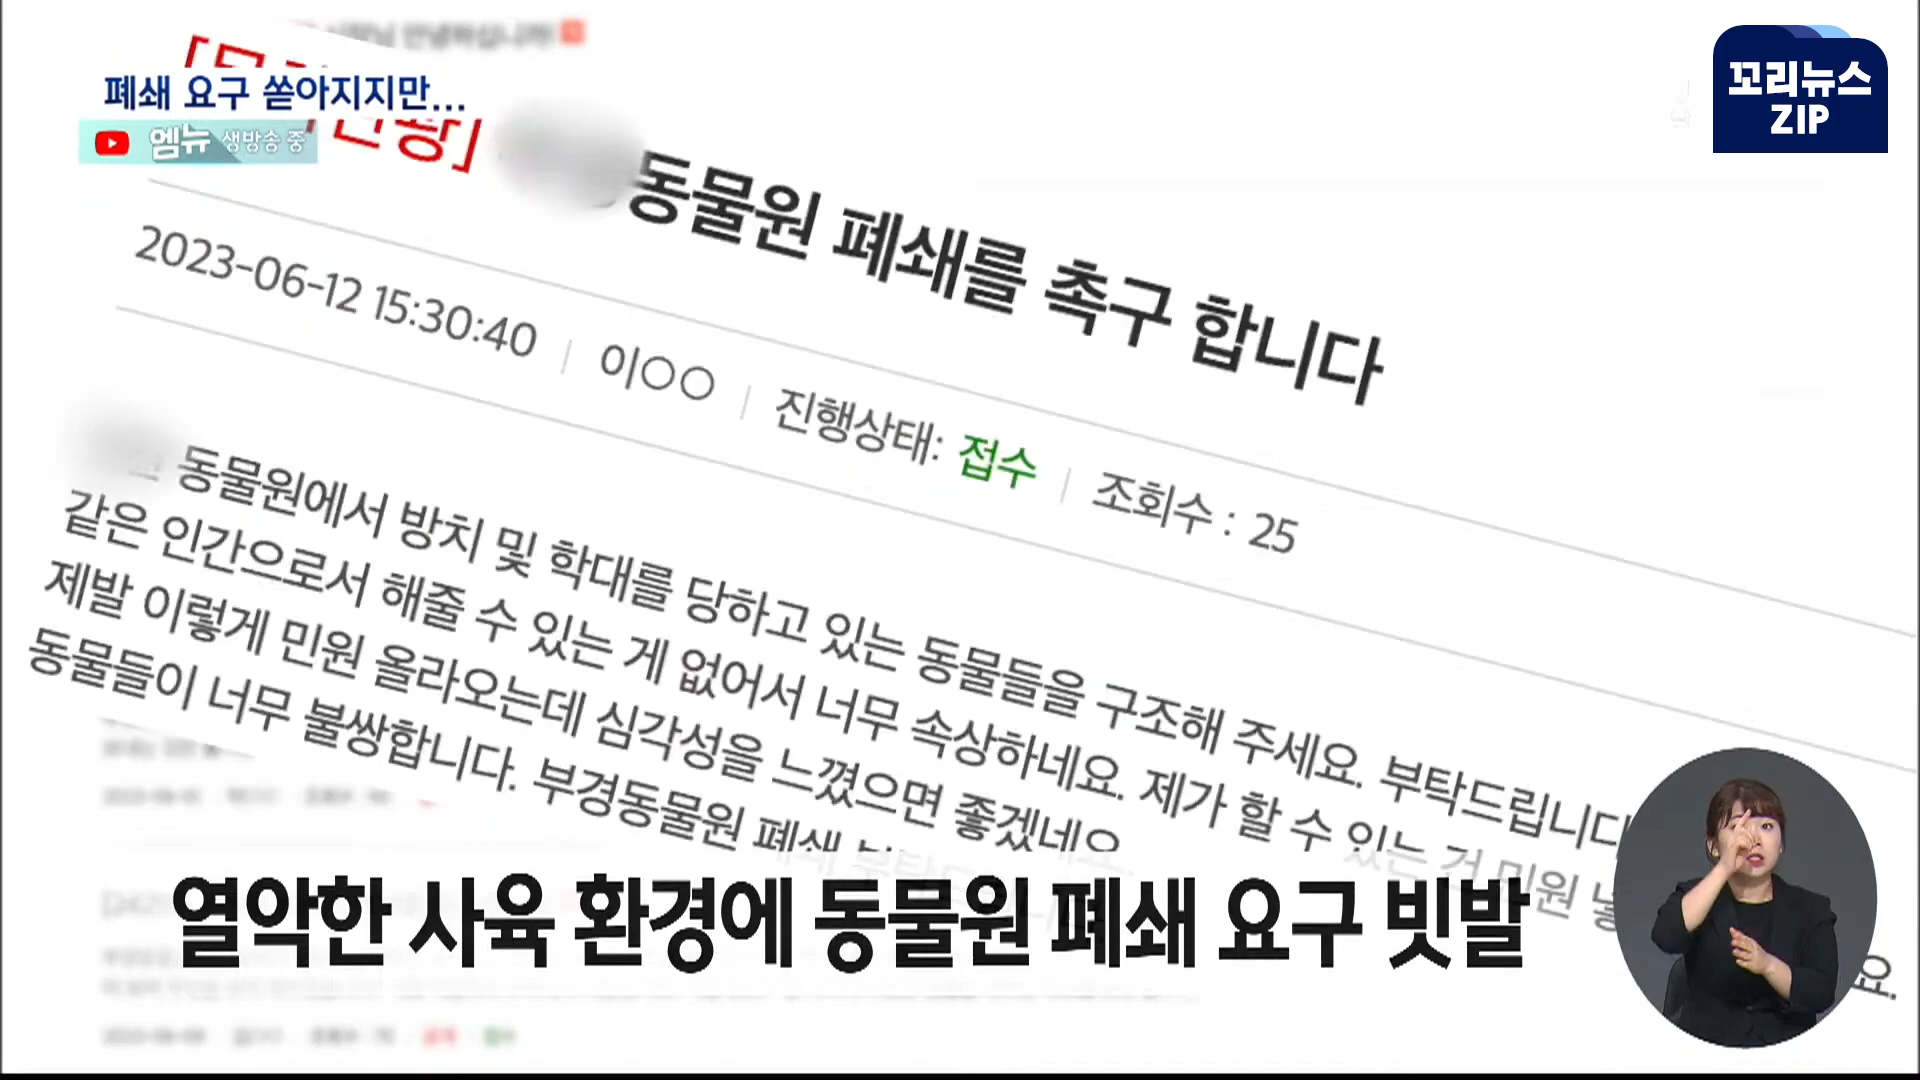 폐쇄 요구 쏟아지지만...
엠뉴 생방송 중
꼬리뉴스
ZIP
동물원 폐쇄를 촉구 합니다
2023-06-12 15:30:40 | 이○○ | 진행상태: 접수 | 조회수 : 25
동물원에서 방치 및 학대를 당하고 있는 동물들을 구조해 주세요. 부탁드립니다
같은 인간으로서 해줄 수 있는 게 없어서 너무 속상하네요. 제가 할 수 있는 건 민원
제발 이렇게 민원 올라오는데 심각성을 느꼈으면 좋겠네요
동물들이 너무 불쌍합니다. 부경동물원 폐쇄
요.
열악한 사육 환경에 동물원 폐쇄 요구 빗발